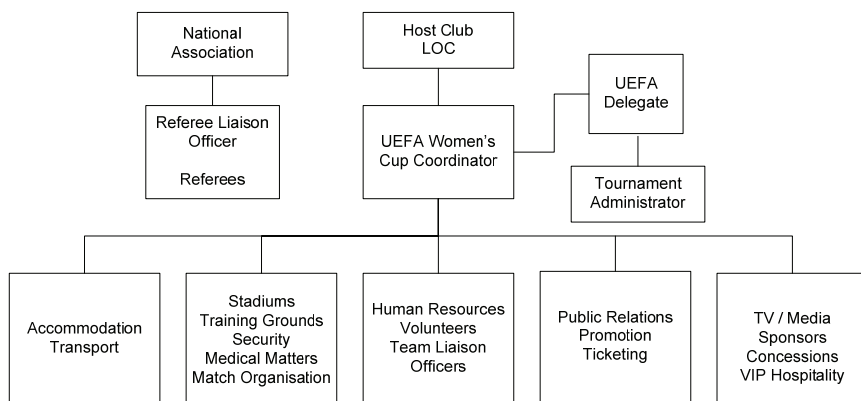 National
Association
Host Club
LOC
UEFA
Delegate
Referee Liaison
Officer
Referees
UEFA Women's
Cup Coordinator
Tournament
Administrator
Accommodation
Transport
Stadiums
Training Grounds
Security
Medical Matters
Match Organisation
Human Resources
Volunteers
Team Liaison
Officers
Public Relations
Promotion
Ticketing
TV / Media
Sponsors
Concessions
VIP Hospitality